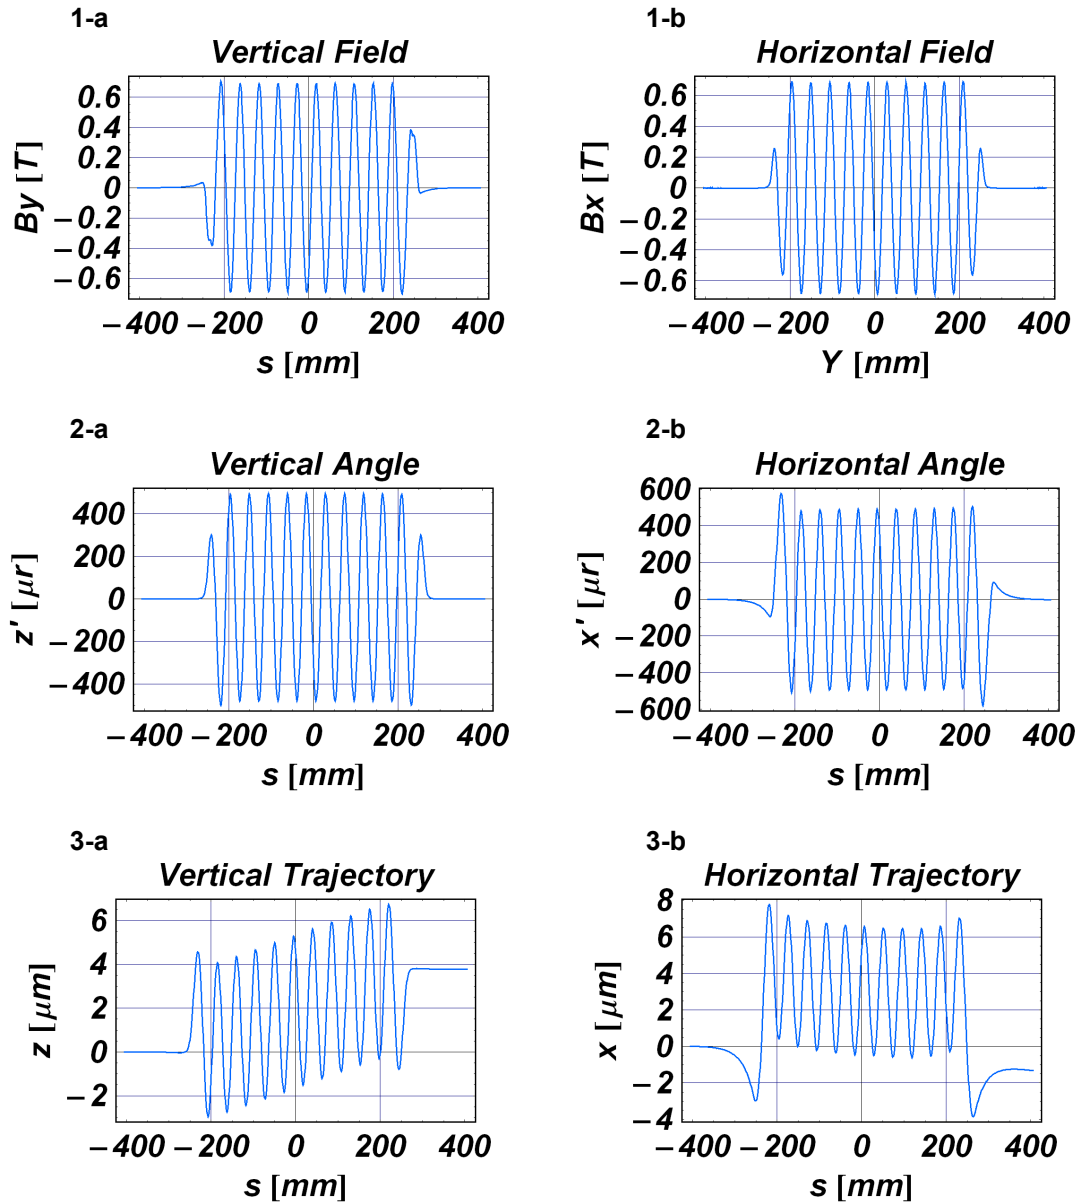 1-a
1-b
Vertical Field
Horizontal Field
0.6
0.4
0.2
0
−0.2
−0.4
−0.6
By [T]
−400 −200 0 200 400
s [mm]
0.6
0.4
0.2
0
−0.2
−0.4
−0.6
Bx [T]
−400 −200 0 200 400
Y [mm]
2-a
2-b
Vertical Angle
Horizontal Angle
400
200
0
−200
−400
z' [μr]
−400 −200 0 200 400
s [mm]
600
400
200
0
−200
−400
−600
x' [μr]
−400 −200 0 200 400
s [mm]
3-a
3-b
Vertical Trajectory
Horizontal Trajectory
6
4
2
0
−2
z [μm]
−400 −200 0 200 400
s [mm]
8
6
4
2
0
−2
−4
x [μm]
−400 −200 0 200 400
s [mm]